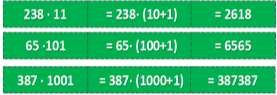 238 · 11 = 238· (10+1) = 2618
65 ·101 = 65· (100+1) = 6565
387 · 1001 = 387· (1000+1) = 387387